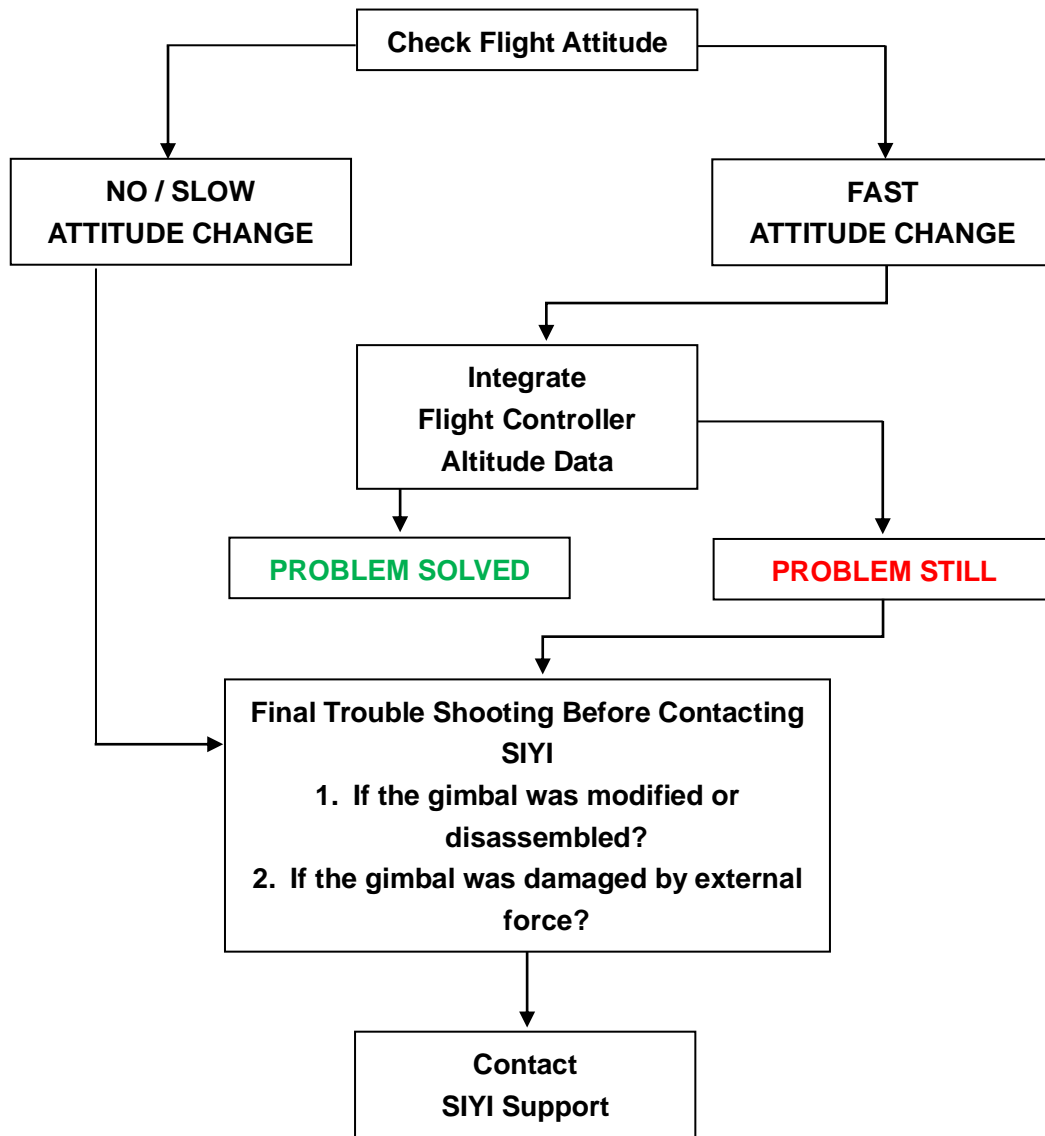 Check Flight Attitude
NO / SLOW
ATTITUDE CHANGE
FAST
ATTITUDE CHANGE
Integrate
Flight Controller
Altitude Data
PROBLEM SOLVED
PROBLEM STILL
Final Trouble Shooting Before Contacting
SIYI
1. If the gimbal was modified or
disassembled?
2. If the gimbal was damaged by external
force?
Contact
SIYI Support